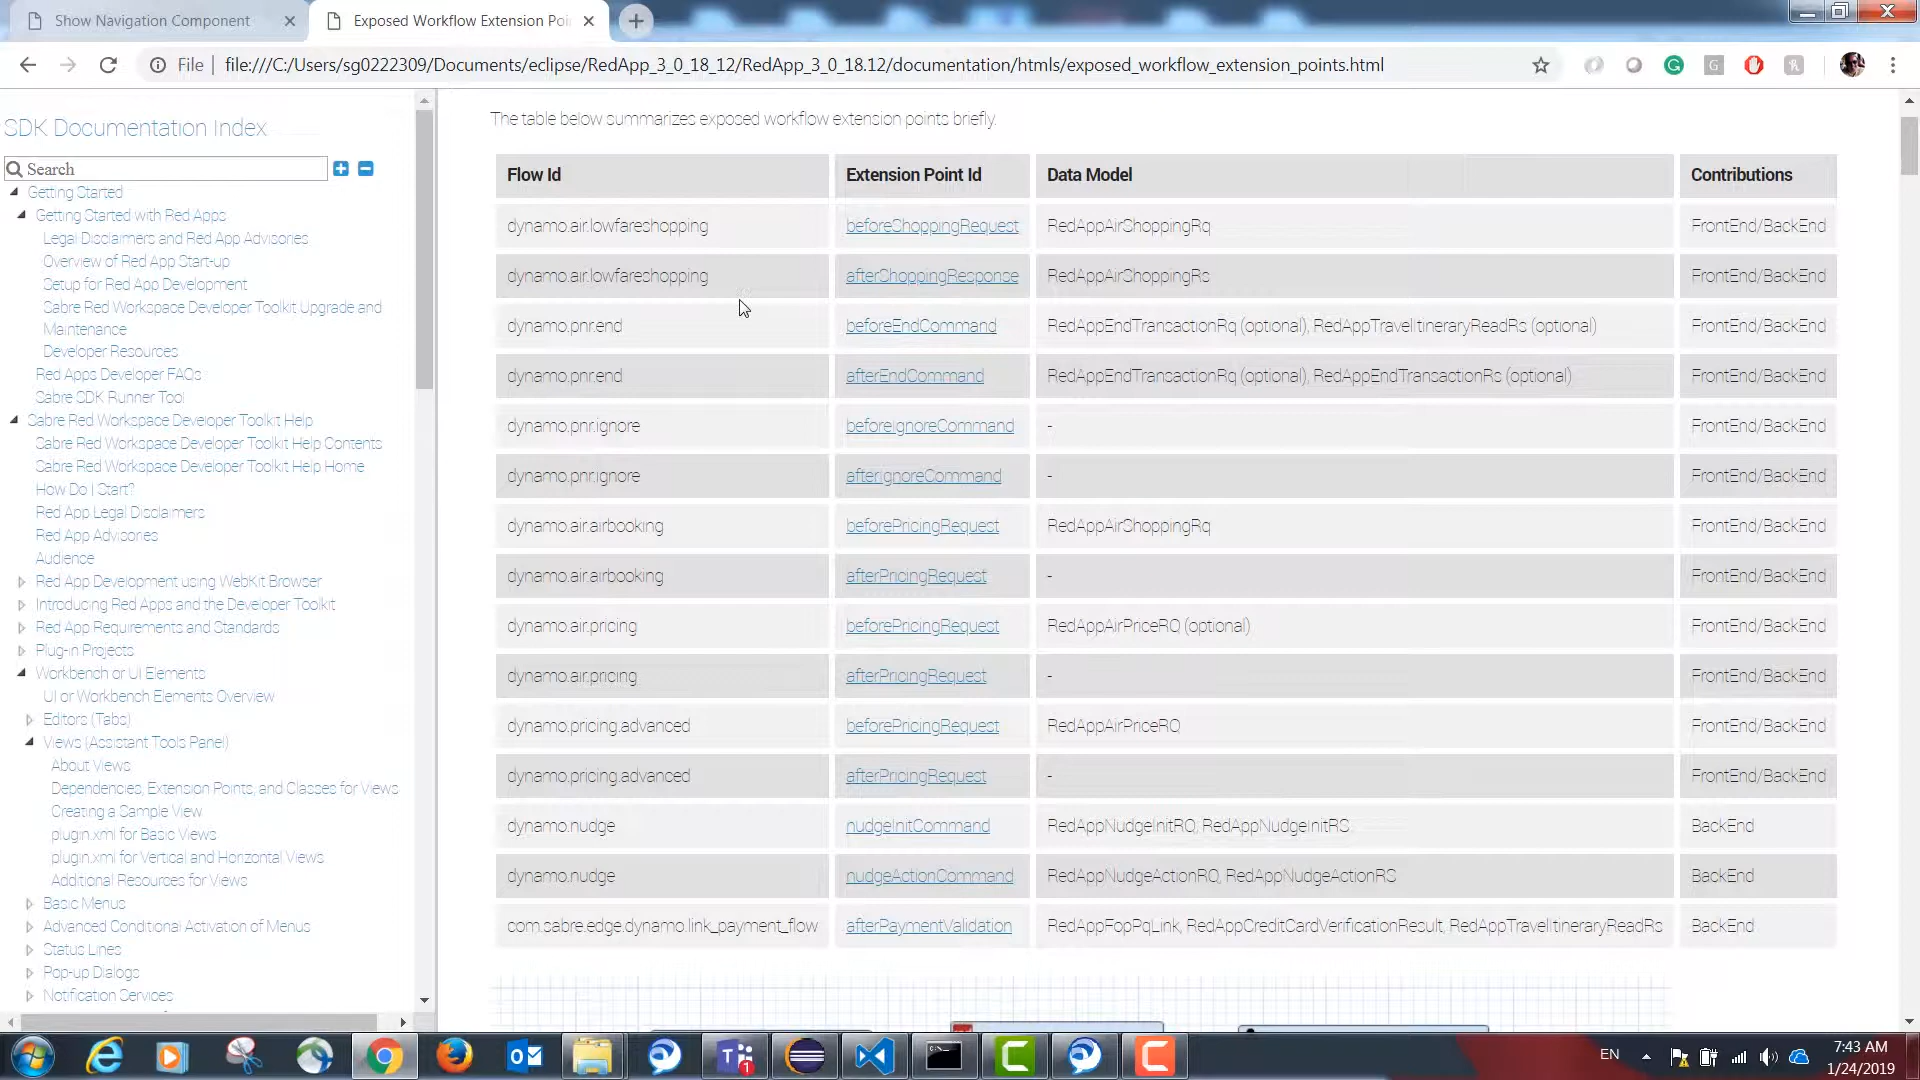 Show Navigation Component
Exposed Workflow Extension Poi
File
file:///C:/Users/sg0222309/Documents/eclipse/RedApp_3_0_18_12/RedApp_3_0_18.12/documentation/htmls/exposed_workflow_extension_points.html
SDK Documentation Index
Search
Getting Started
Getting Started with Red Apps
Legal Disclaimers and Red App Advisories
Overview of Red App Start-up
Setup for Red App Development
Sabre Red Workspace Developer Toolkit Upgrade and
Maintenance
Developer Resources
Red Apps Developer FAQs
Sabre SDK Runner Tool
Sabre Red Workspace Developer Toolkit Help
Sabre Red Workspace Developer Toolkit Help Contents
Sabre Red Workspace Developer Toolkit Help Home
How Do I Start?
Red App Legal Disclaimers
Red App Advisories
Audience
Red App Development using WebKit Browser
Introducing Red Apps and the Developer Toolkit
Red App Requirements and Standards
Plug-in Projects
Workbench or UI Elements
UI or Workbench Elements Overview
Editors (Tabs)
Views (Assistant Tools Panel)
About Views
Dependencies, Extension Points, and Classes for Views
Creating a Sample View
plugin.xml for Basic Views
plugin.xml for Vertical and Horizontal Views
Additional Resources for Views
Basic Menus
Advanced Conditional Activation of Menus
Status Lines
Pop-up Dialogs
Notification Services
The table below summarizes exposed workflow extension points briefly.
Flow Id Extension Point Id Data Model Contributions
dynamo.air.lowfareshopping beforeShoppingRequest RedAppAirShoppingRq FrontEnd/BackEnd
dynamo.air.lowfareshopping afterShoppingResponse RedAppAirShoppingRs FrontEnd/BackEnd
dynamo.pnr.end beforeEndCommand RedAppEndTransactionRq (optional), RedAppTravelItineraryReadRs (optional) FrontEnd/BackEnd
dynamo.pnr.end afterEndCommand RedAppEndTransactionRq (optional), RedAppEndTransactionRs (optional) FrontEnd/BackEnd
dynamo.pnr.ignore beforeIgnoreCommand - FrontEnd/BackEnd
dynamo.pnr.ignore afterIgnoreCommand - FrontEnd/BackEnd
dynamo.air.airbooking beforePricingRequest RedAppAirShoppingRq FrontEnd/BackEnd
dynamo.air.airbooking afterPricingRequest - FrontEnd/BackEnd
dynamo.air.pricing beforePricingRequest RedAppAirPriceRQ (optional) FrontEnd/BackEnd
dynamo.air.pricing afterPricingRequest - FrontEnd/BackEnd
dynamo.pricing.advanced beforePricingRequest RedAppAirPriceRQ FrontEnd/BackEnd
dynamo.pricing.advanced afterPricingRequest - FrontEnd/BackEnd
dynamo.nudge nudgeInitCommand RedAppNudgeInitRQ, RedAppNudgeInitRS BackEnd
dynamo.nudge nudgeActionCommand RedAppNudgeActionRQ, RedAppNudgeActionRS BackEnd
com.sabre.edge.dynamo.link_payment_flow afterPaymentValidation RedAppFopPqLink, RedAppCreditCardVerificationResult, RedAppTravelItineraryReadRs BackEnd
EN
7:43 AM
1/24/2019